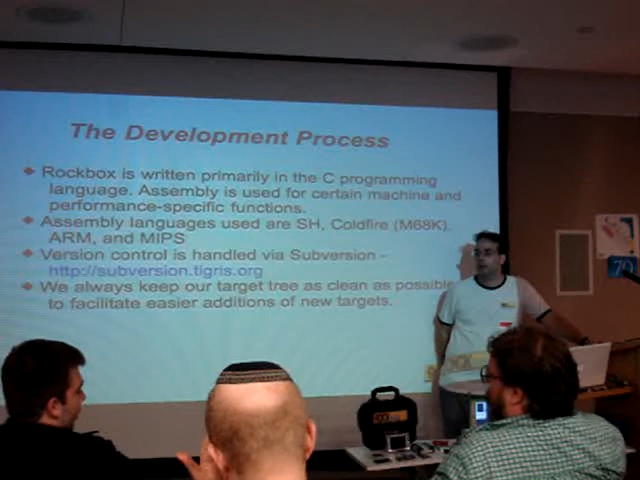 The Development Process
Rockbox is written primarily in the C programming
language. Assembly is used for certain machine and
performance-specific functions.
Assembly languages used are SH, Coldfire (M68K).
ARM, and MIPS
Version control is handled via Subversion -
http://subversion.tigris.org
We always keep our target tree as clean as possible
to facilitate easier additions of new targets.